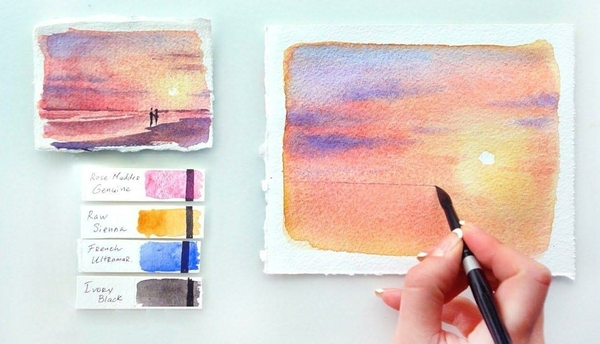 Rose Madder
Genuine
Raw
Sienna
French
Ultramar
Ivory
Black